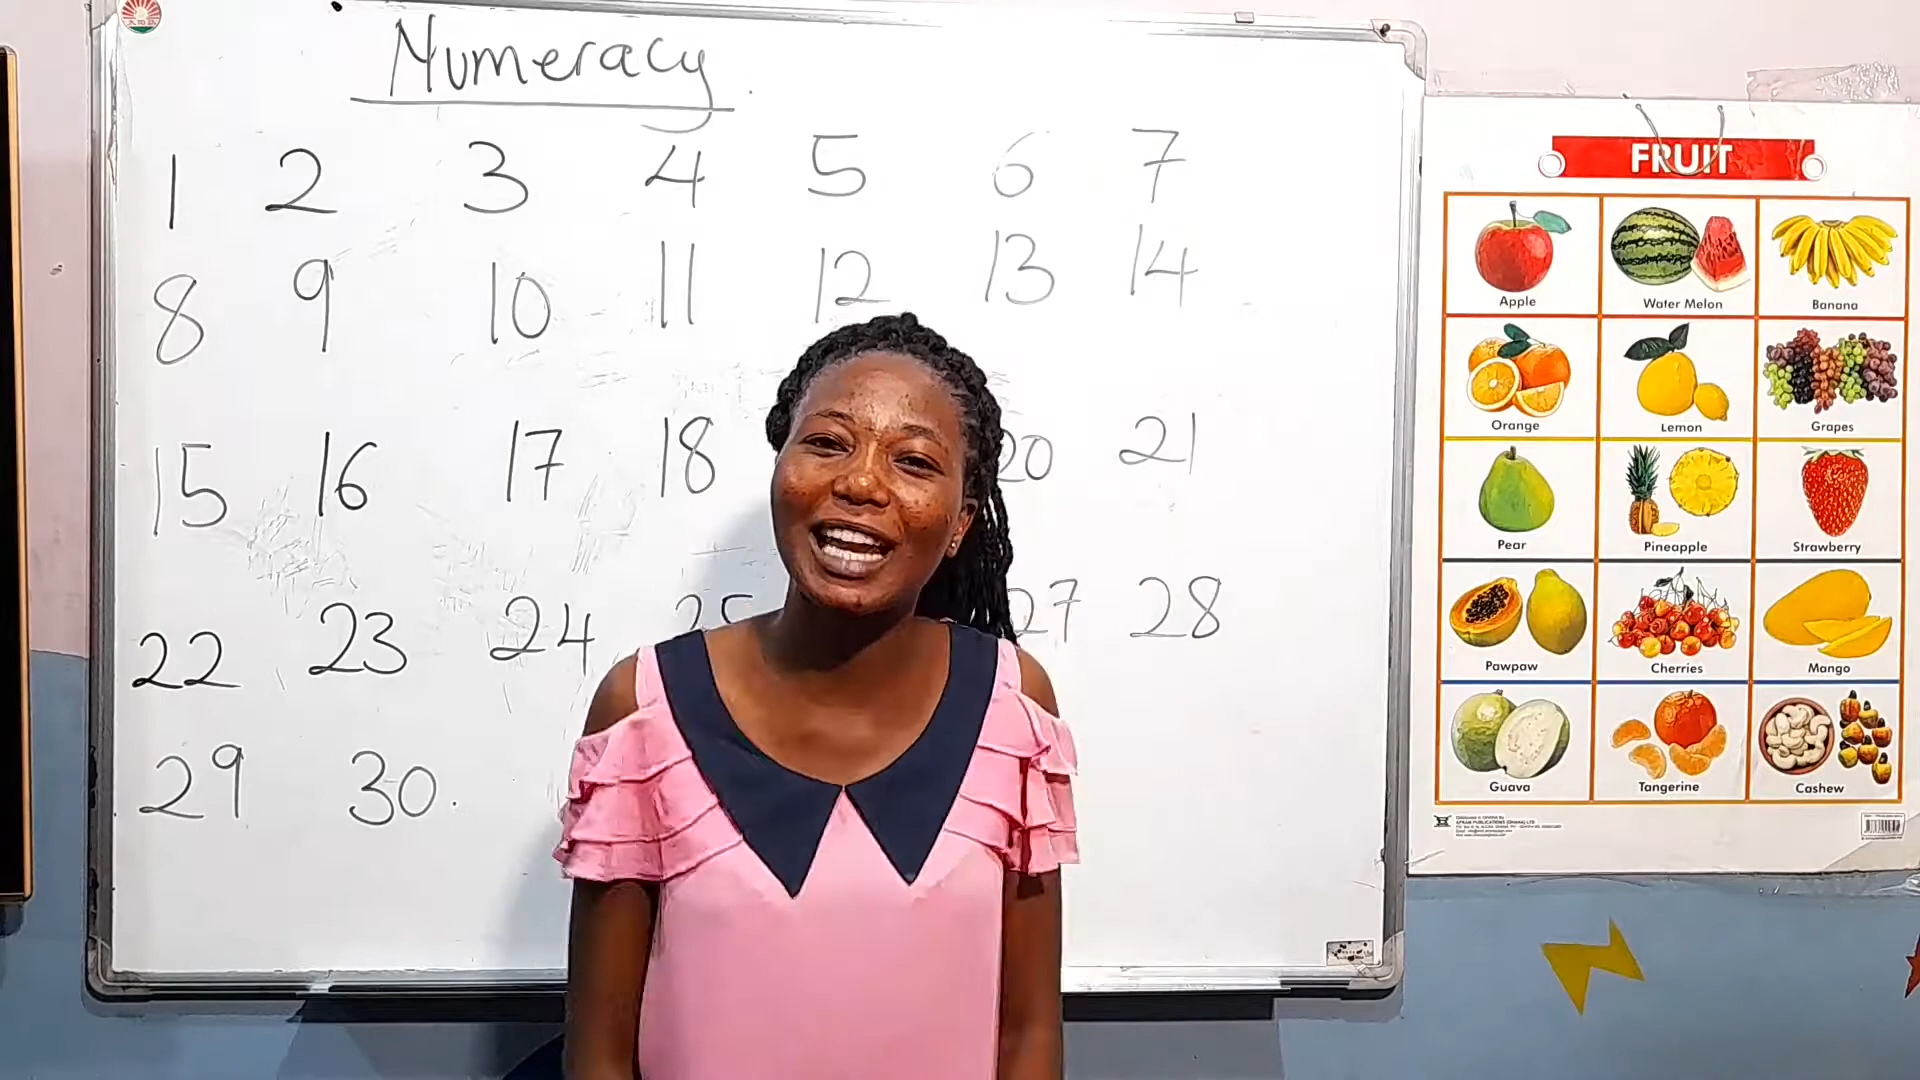 Numeracy
1 2 3 4 5 6 7
8 9 10 11 12 13 14
15 16 17 18 20 21
22 23 24 25 27 28
29 30.
FRUIT
Apple Water Melon Banana
Orange Lemon Grapes
Pear Pineapple Strawberry
Pawpaw Cherries Mango
Guava Tangerine Cashew